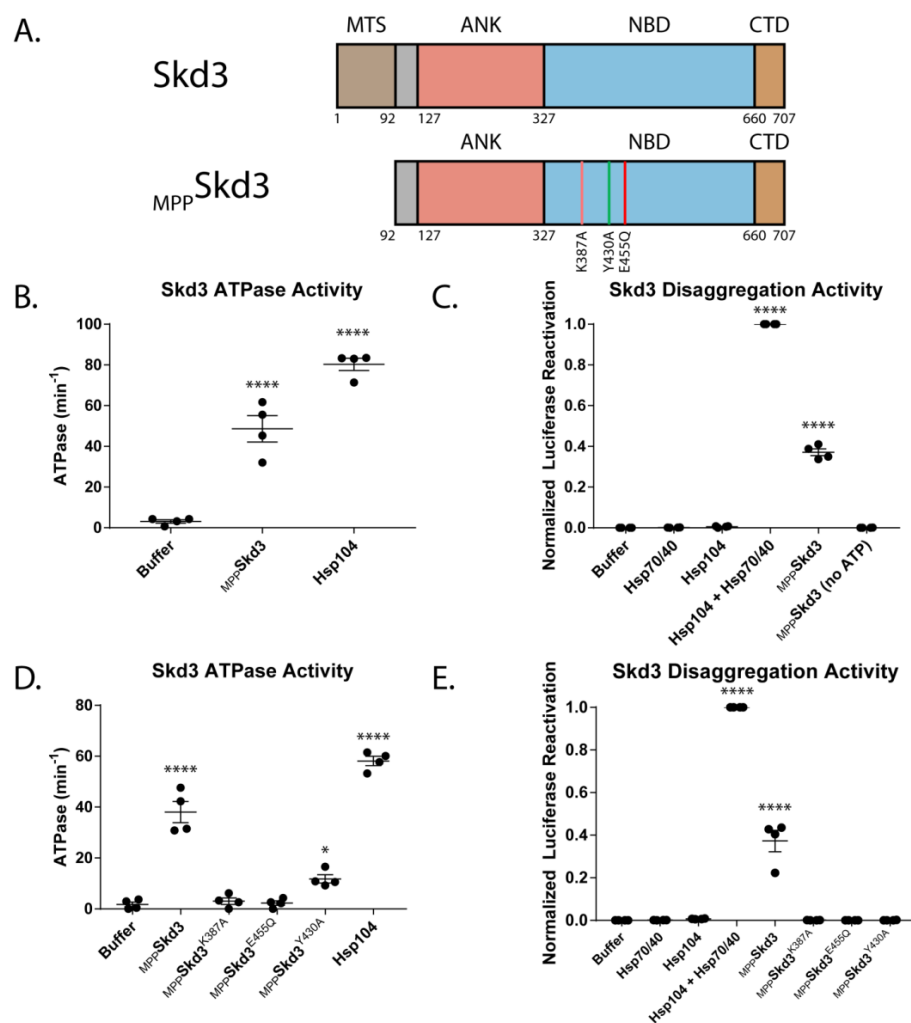 A.
MTS ANK NBD CTD
Skd3
1 92 127 327 660 707
ANK NBD CTD
MPPSkd3
92 127 327 660 707
K387A
Y430A
E455Q
B.
Skd3 ATPase Activity
ATPase (min-1)
100
80
60
40
20
0
****
****
Buffer
MPPSkd3
Hsp104
C.
Skd3 Disaggregation Activity
Normalized Luciferase Reactivation
1.0
0.8
0.6
0.4
0.2
0.0
****
****
Buffer
Hsp70/40
Hsp104
Hsp104 + Hsp70/40
MPPSkd3
MPPSkd3 (no ATP)
D.
Skd3 ATPase Activity
ATPase (min-1)
80
60
40
20
0
****
*
****
Buffer
MPPSkd3
MPPSkd3K387A
MPPSkd3E455Q
MPPSkd3Y430A
Hsp104
E.
Skd3 Disaggregation Activity
Normalized Luciferase Reactivation
1.0
0.8
0.6
0.4
0.2
0.0
****
****
Buffer
Hsp70/40
Hsp104
Hsp104 + Hsp70/40
MPPSkd3
MPPSkd3K387A
MPPSkd3E455Q
MPPSkd3Y430A